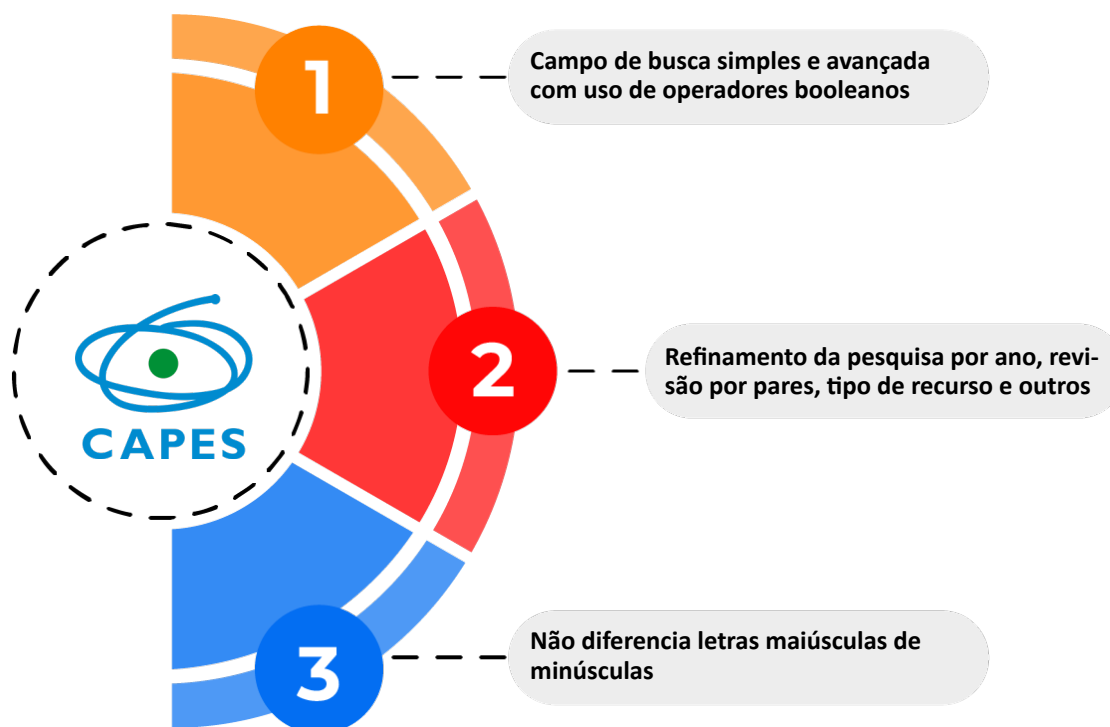 1
Campo de busca simples e avançada
com uso de operadores booleanos
2
Refinamento da pesquisa por ano, revi-
são por pares, tipo de recurso e outros
CAPES
3
Não diferencia letras maiúsculas de
minúsculas